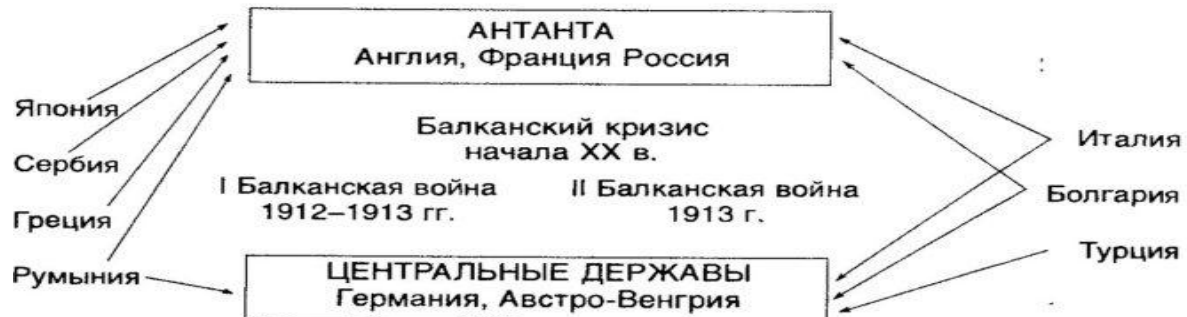 АНТАНТА
Англия, Франция Россия
Япония
Сербия
Греция
Румыния
Балканский кризис
начала XX в.
I Балканская война
1912–1913 гг.
II Балканская война
1913 г.
Италия
Болгария
Турция
ЦЕНТРАЛЬНЫЕ ДЕРЖАВЫ
Германия, Австро-Венгрия